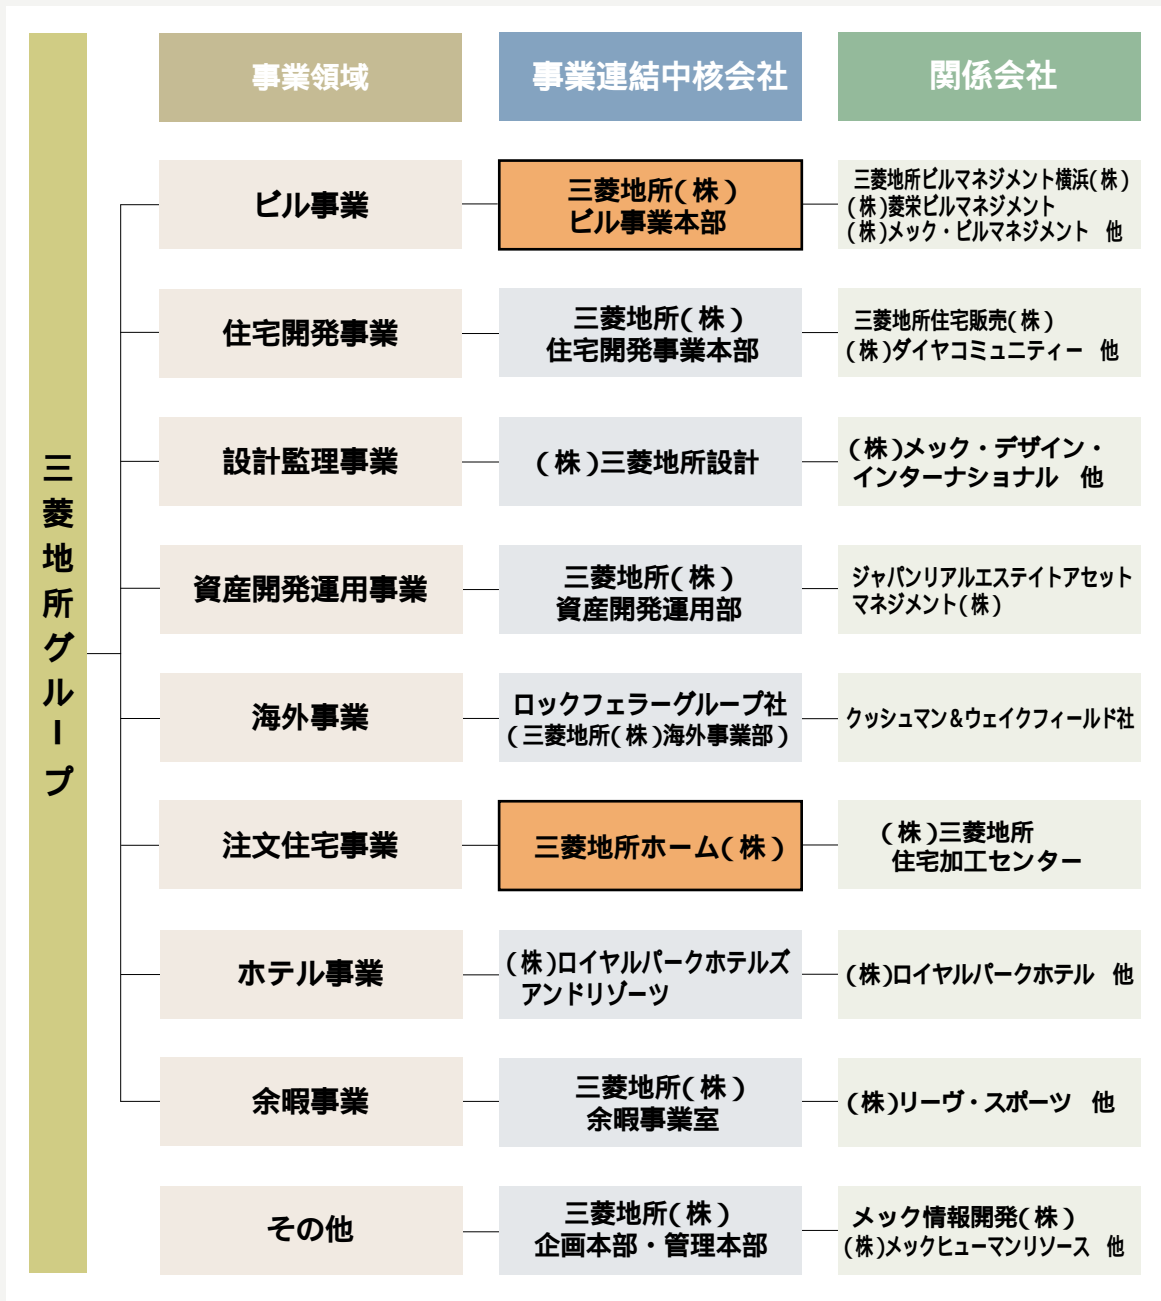 三菱地所グループ
事業領域
事業連結中核会社
関係会社
ビル事業
三菱地所(株)
ビル事業本部
三菱地所ビルマネジメント横浜(株)
(株)菱栄ビルマネジメント
(株)メック・ビルマネジメント 他
住宅開発事業
三菱地所(株)
住宅開発事業本部
三菱地所住宅販売(株)
(株)ダイヤコミュニティー 他
設計監理事業
(株)三菱地所設計
(株)メック・デザイン・
インターナショナル 他
資産開発運用事業
三菱地所(株)
資産開発運用部
ジャパンリアルエステイトアセット
マネジメント(株)
海外事業
ロックフェラーグループ社
(三菱地所(株)海外事業部)
クッシュマン&ウェイクフィールド社
注文住宅事業
三菱地所ホーム(株)
(株)三菱地所
住宅加工センター
ホテル事業
(株)ロイヤルパークホテルズ
アンドリゾーツ
(株)ロイヤルパークホテル 他
余暇事業
三菱地所(株)
余暇事業室
(株)リーヴ・スポーツ 他
その他
三菱地所(株)
企画本部・管理本部
メック情報開発(株)
(株)メックヒューマンリソース 他